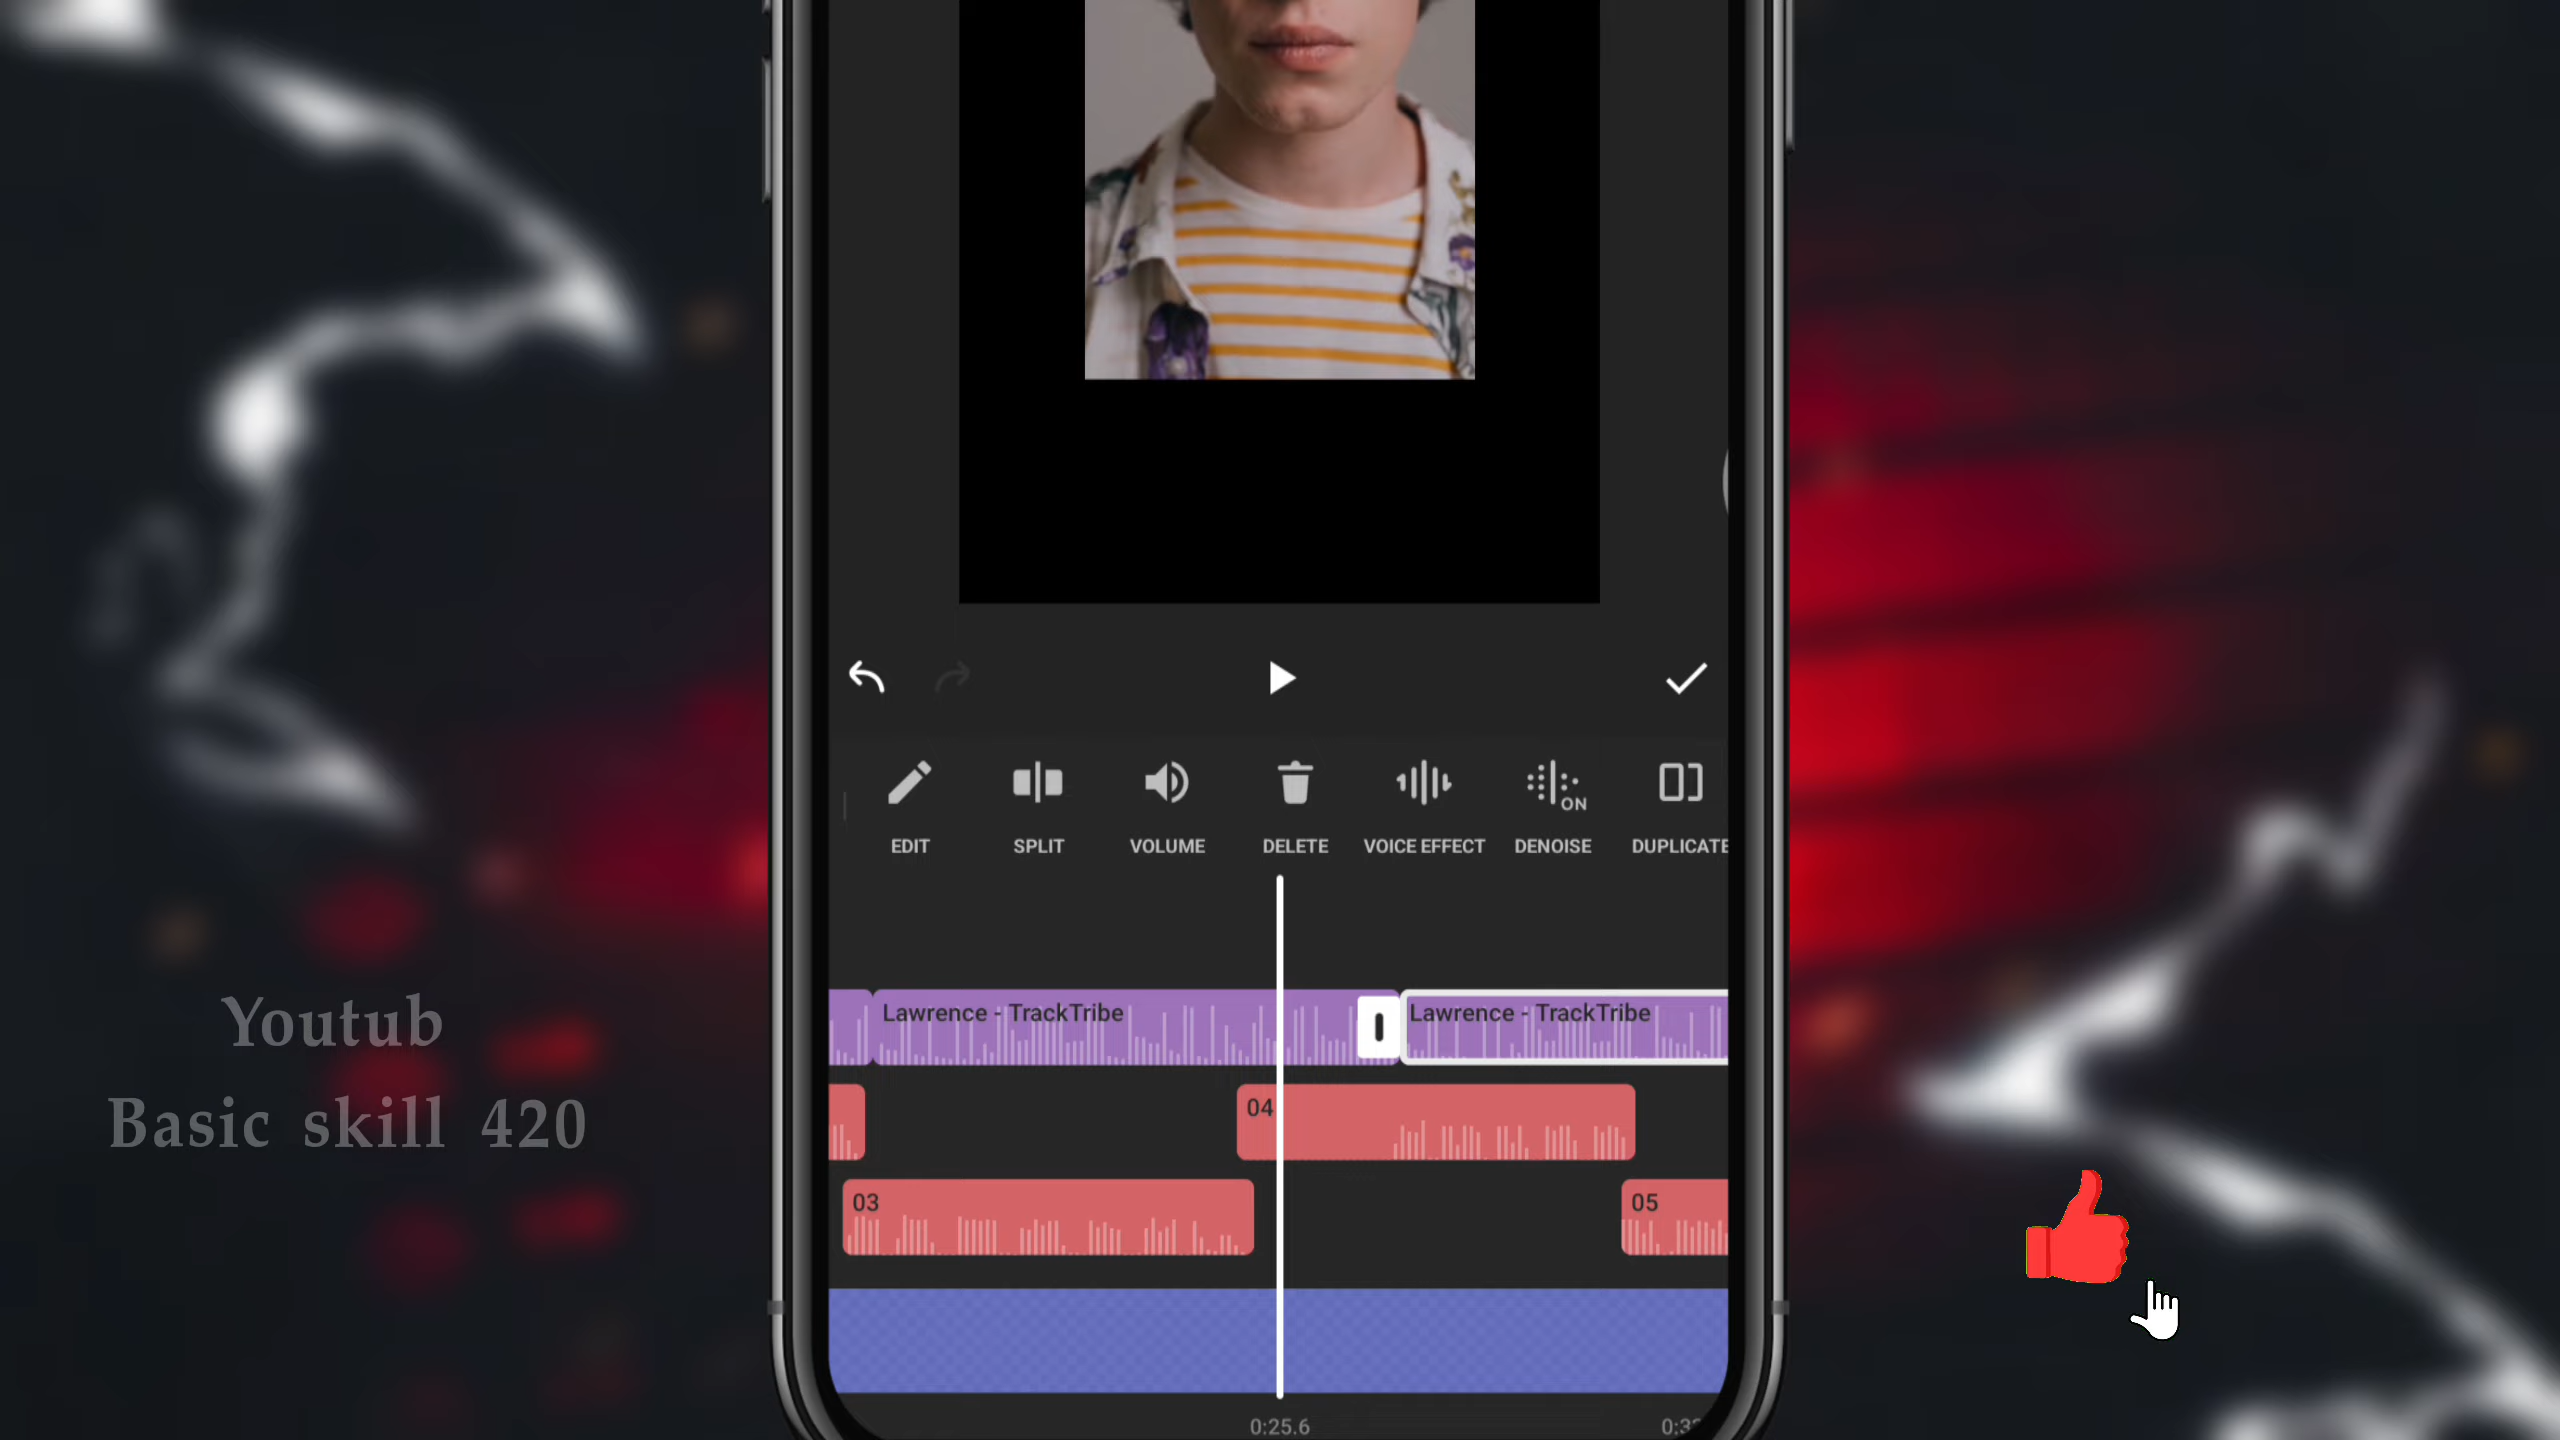 ON
EDIT SPLIT VOLUME DELETE VOICE EFFECT DENOISE DUPLICATE
Lawrence - TrackTribe Lawrence - TrackTribe
04
03 05
0:25.6
Youtub
Basic skill 420